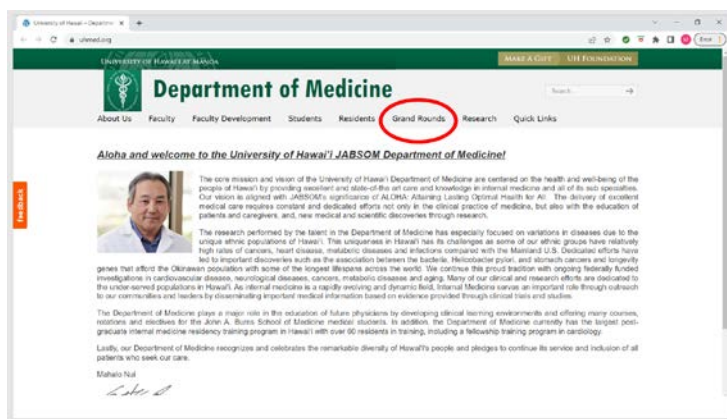 University of Hawaii – Departme
uhmed.org
University of Hawai'i at Mānoa
Make a Gift
UH Foundation
Department of Medicine
Search...
About Us
Faculty
Faculty Development
Students
Residents
Grand Rounds
Research
Quick Links
feedback
Aloha and welcome to the University of Hawai'i JABSOM Department of Medicine!
The core mission and vision of the University of Hawai'i Department of Medicine are centered on the health and well-being of the
people of Hawai'i by providing excellent and state-of-the art care and knowledge in internal medicine and all of its sub specialties.
Our vision is aligned with JABSOM's significance of ALOHA: Attaining Lasting Optimal Health for All. The delivery of excellent
medical care requires constant and dedicated efforts not only in the clinical practice of medicine, but also with the education of
patients and caregivers, and, new medical and scientific discoveries through research.
The research performed by the talent in the Department of Medicine has especially focused on variations in diseases due to the
unique ethnic populations of Hawai'i. This uniqueness in Hawai'i has its challenges as some of our ethnic groups have relatively
high rates of cancers, heart disease, metabolic diseases and infections compared with the Mainland U.S. Dedicated efforts have
led to important discoveries such as the association between the bacteria, Helicobacter pylori, and stomach cancers and longevity
genes that afford the Okinawan population with some of the longest lifespans across the world. We continue this proud tradition with ongoing federally funded
investigations in cardiovascular disease, neurological diseases, cancers, metabolic diseases and aging. Many of our clinical and research efforts are dedicated to
the under-served populations in Hawai'i. As internal medicine is a rapidly evolving and dynamic field, Internal Medicine serves an important role through outreach
to our communities and leaders by disseminating important medical information based on evidence provided through clinical trials and studies.
The Department of Medicine plays a major role in the education of future physicians by developing clinical learning environments and offering many courses,
rotations and electives for the John A. Burns School of Medicine medical students. In addition, the Department of Medicine currently has the largest post-
graduate internal medicine residency training program in Hawai'i with over 60 residents in training, including a fellowship training program in cardiology.
Lastly, our Department of Medicine recognizes and celebrates the remarkable diversity of Hawai'i's people and pledges to continue its service and inclusion of all
patients who seek our care.
Mahalo Nui